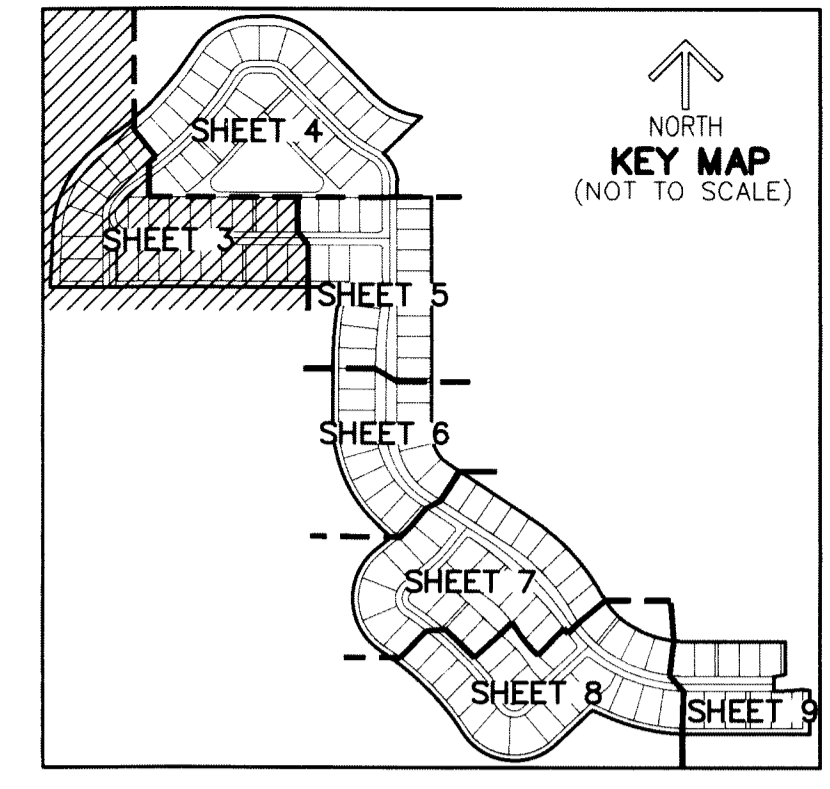 NORTH
KEY MAP
(NOT TO SCALE)
SHEET 4
SHEET 3
SHEET 5
SHEET 6
SHEET 7
SHEET 8
SHEET 9